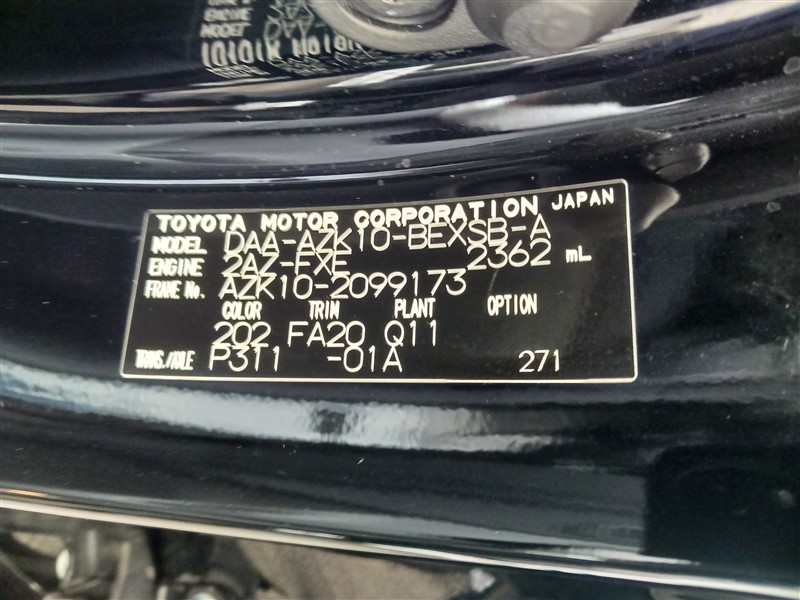 TOYOTA MOTOR CORPORATION JAPAN
MODEL DAA-AZK10-BEXSB-A
ENGINE 2AZ-FXE 2362 mL
FRAME No. AZK10-2099173
COLOR TRIM PLANT OPTION
202 FA20 Q11
TRANS./AXLE P3T1 -01A 271